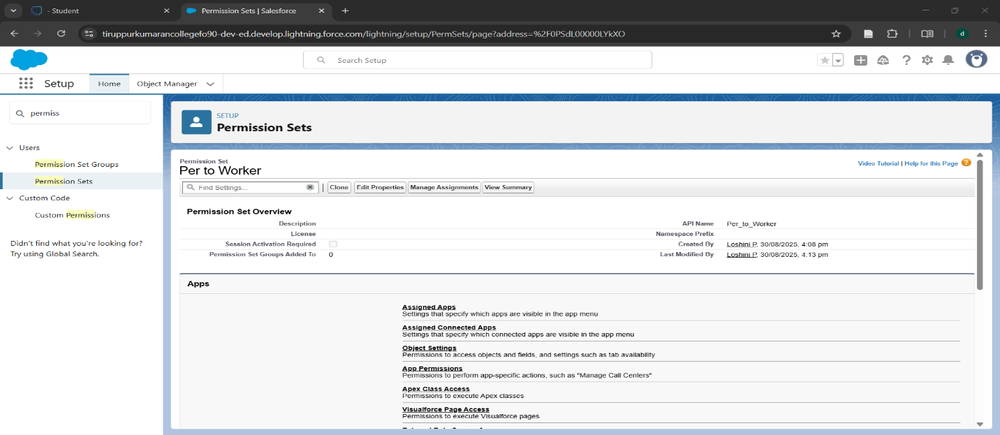 - Student
Permission Sets | Salesforce
tiruppurkumarancollegefo90-dev-ed.develop.lightning.force.com/lightning/setup/PermSets/page?address=%2F0PSdL00000LYkXO
d
Search Setup
Setup
Home
Object Manager
permiss
Users
Permission Set Groups
Permission Sets
Custom Code
Custom Permissions
Didn't find what you're looking for?
Try using Global Search.
SETUP
Permission Sets
Permission Set
Per to Worker
Video Tutorial | Help for this Page
Find Settings...
Clone
Edit Properties
Manage Assignments
View Summary
Permission Set Overview
Description
API Name Per_to_Worker
License
Namespace Prefix
Session Activation Required
Created By Loshini P, 30/08/2025, 4:08 pm
Permission Set Groups Added To 0
Last Modified By Loshini P, 30/08/2025, 4:13 pm
Apps
Assigned Apps
Settings that specify which apps are visible in the app menu
Assigned Connected Apps
Settings that specify which connected apps are visible in the app menu
Object Settings
Permissions to access objects and fields, and settings such as tab availability
App Permissions
Permissions to perform app-specific actions, such as "Manage Call Centers"
Apex Class Access
Permissions to execute Apex classes
Visualforce Page Access
Permissions to execute Visualforce pages